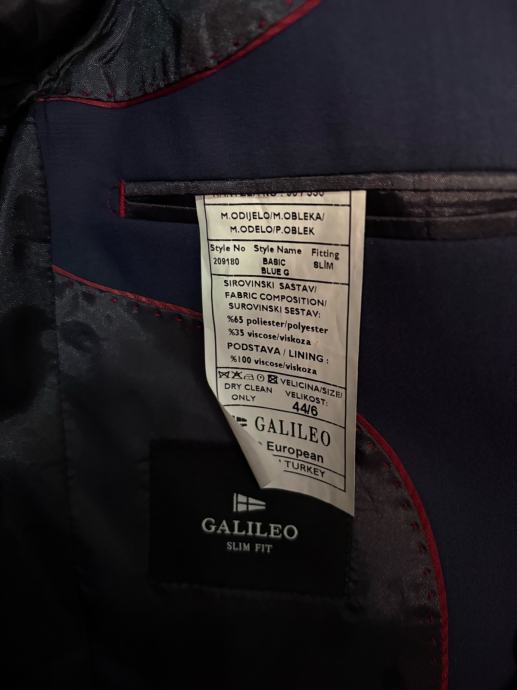 M.ODIJELO/M.OBLEKA/
M.ODELO/P.OBLEK
Style No Style Name Fitting
209180 BASIC SLİM
BLUE G
SIROVINSKI SASTAV/
FABRIC COMPOSITION/
SUROVINSKI SESTAV:
%65 poliester/polyester
%35 viscose/viskoza
PODSTAVA / LINING :
%100 viscose/viskoza
VELICINA/SIZE/
DRY CLEAN VELIKOST:
ONLY 44/6
GALILEO
European
TURKEY
GALILEO
SLIM FIT